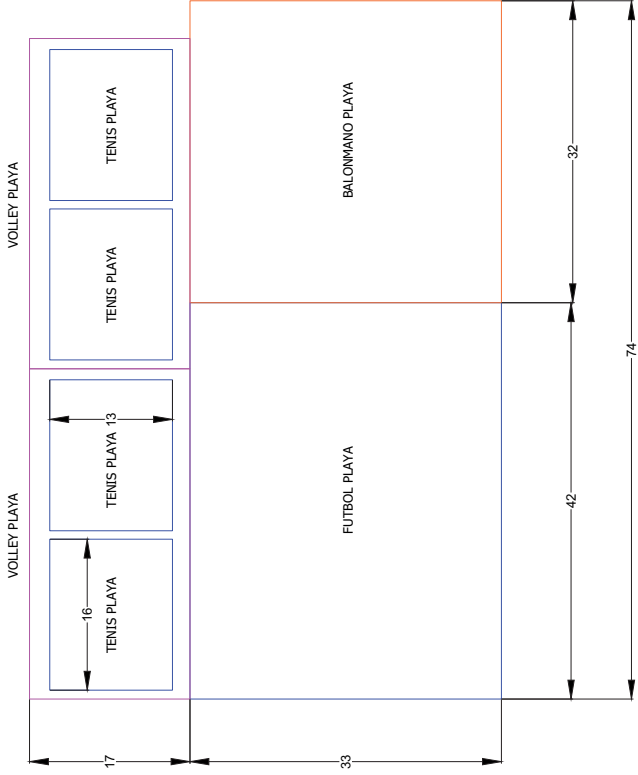 VOLLEY PLAYA
VOLLEY PLAYA
TENIS PLAYA
TENIS PLAYA
TENIS PLAYA
TENIS PLAYA
13
16
BALONMANO PLAYA
FUTBOL PLAYA
32
42
74
17
33